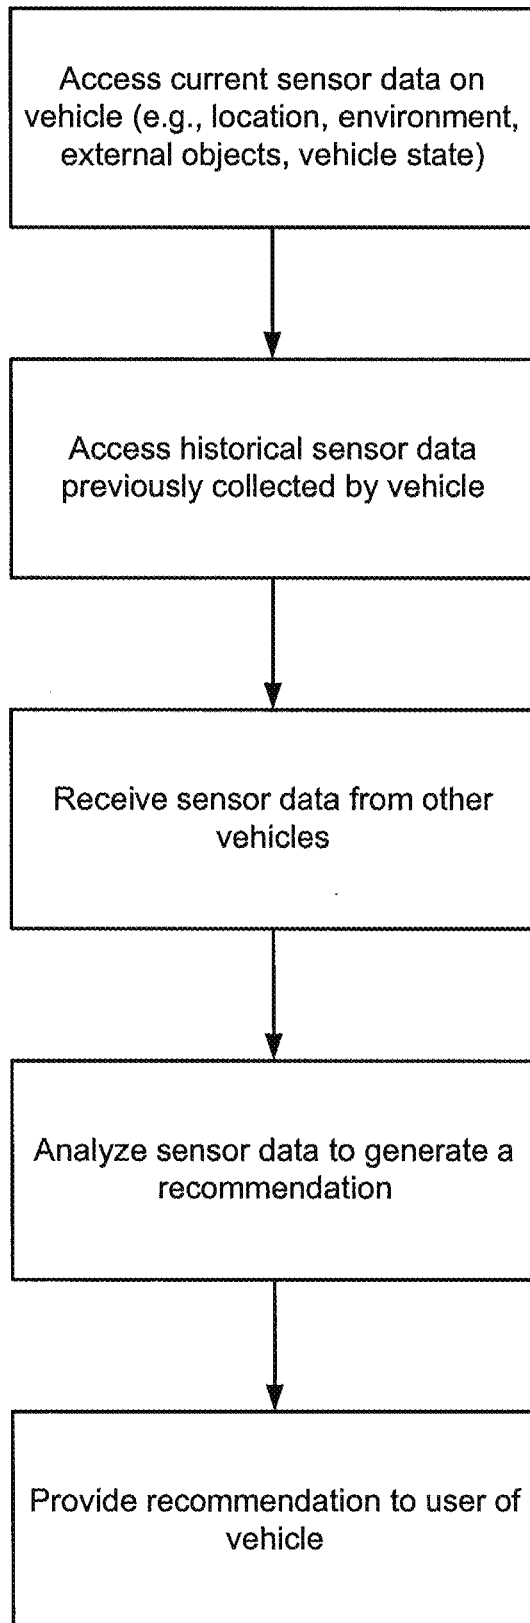 Access current sensor data on
vehicle (e.g., location, environment,
external objects, vehicle state)
Access historical sensor data
previously collected by vehicle
Receive sensor data from other
vehicles
Analyze sensor data to generate a
recommendation
Provide recommendation to user of
vehicle